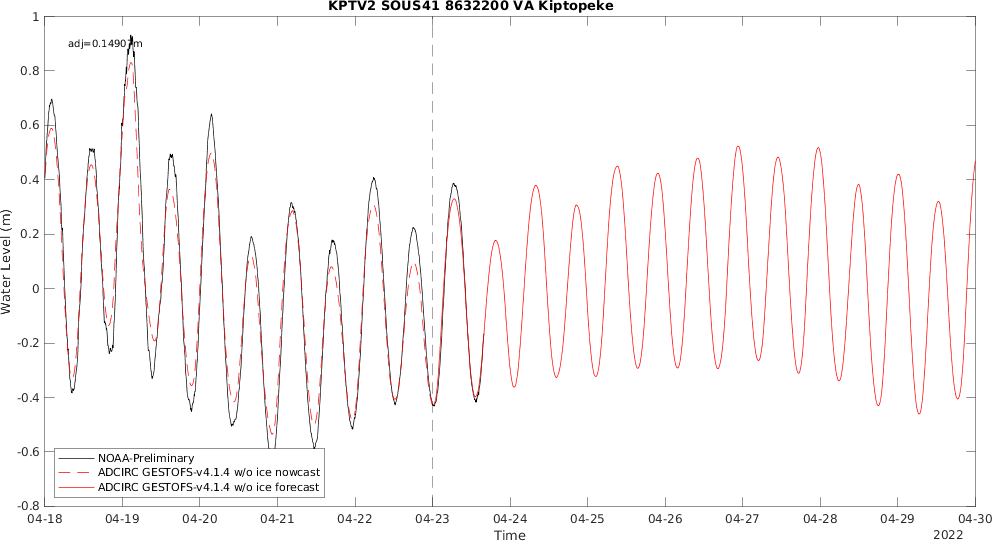 KPTV2 SOUS41 8632200 VA Kiptopeke
1
adj=0.14907m
0.8
0.6
0.4
0.2
0
-0.2
-0.4
-0.6
-0.8
Water Level (m)
NOAA-Preliminary
ADCIRC GESTOFS-v4.1.4 w/o ice nowcast
ADCIRC GESTOFS-v4.1.4 w/o ice forecast
04-18 04-19 04-20 04-21 04-22 04-23 04-24 04-25 04-26 04-27 04-28 04-29 04-30
Time
2022